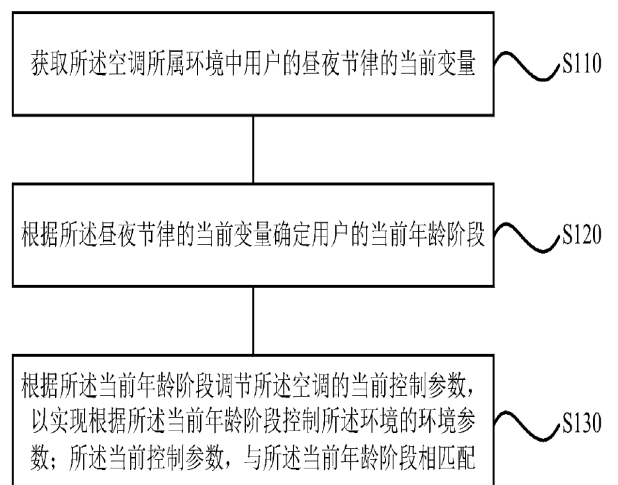 获取所述空调所属环境中用户的昼夜节律的当前变量
S110
根据所述昼夜节律的当前变量确定用户的当前年龄阶段
S120
根据所述当前年龄阶段调节所述空调的当前控制参数，
以实现根据所述当前年龄阶段控制所述环境的环境参
数；所述当前控制参数，与所述当前年龄阶段相匹配
S130